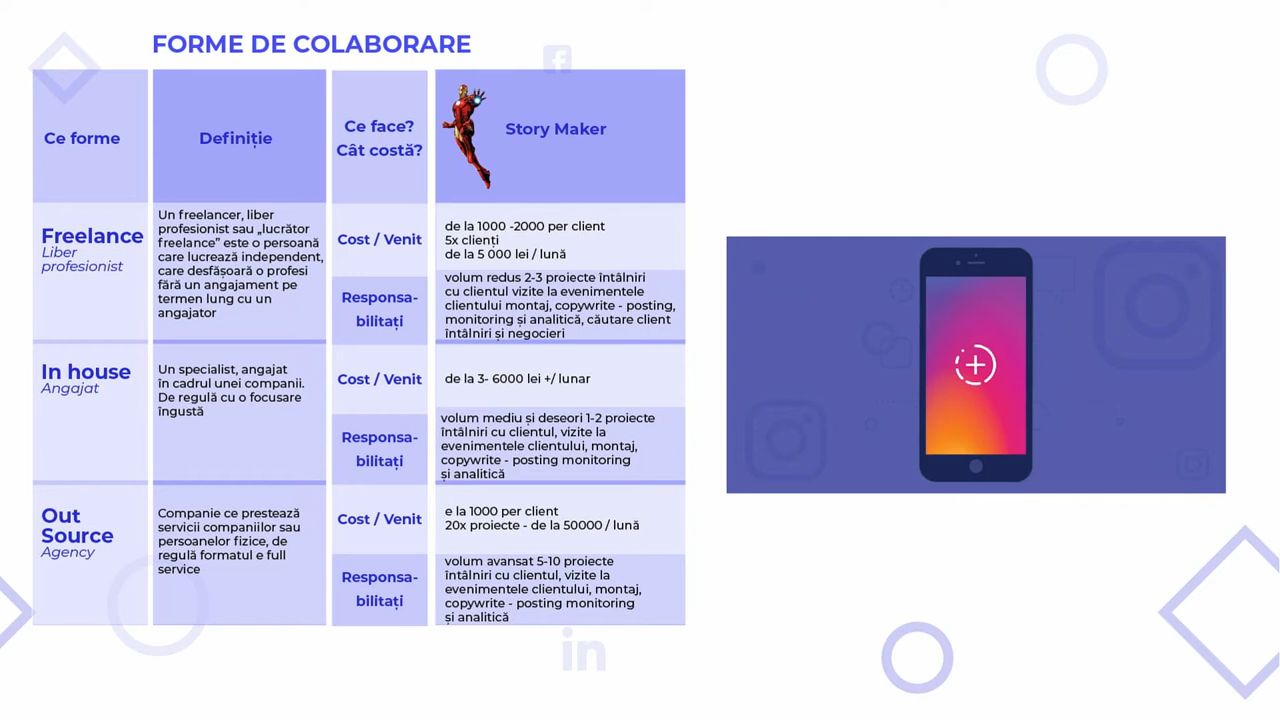 FORME DE COLABORARE
Ce forme
Definiție
Ce face?
Cât costă?
Story Maker
Freelance
Liber
profesionist
Un freelancer, liber
profesionist sau „lucrător
freelance” este o persoană
care lucrează independent,
care desfășoară o profesi
fără un angajament pe
termen lung cu un
angajator
Cost / Venit
de la 1000 -2000 per client
5x clienți
de la 5 000 lei / lună
Responsa-
bilitați
volum redus 2-3 proiecte întâlniri
cu clientul vizite la evenimentele
clientului montaj, copywrite - posting,
monitoring și analitică, căutare client
întâlniri și negocieri
In house
Angajat
Un specialist, angajat
în cadrul unei companii.
De regulă cu o focusare
îngustă
Cost / Venit
de la 3- 6000 lei +/ lunar
Responsa-
bilitați
volum mediu și deseori 1-2 proiecte
întâlniri cu clientul, vizite la
evenimentele clientului, montaj,
copywrite - posting monitoring
și analitică
Out
Source
Agency
Companie ce prestează
servicii companiilor sau
persoanelor fizice, de
regulă formatul e full
service
Cost / Venit
e la 1000 per client
20x proiecte - de la 50000 / lună
Responsa-
bilitați
volum avansat 5-10 proiecte
întâlniri cu clientul, vizite la
evenimentele clientului, montaj,
copywrite - posting monitoring
și analitică
in